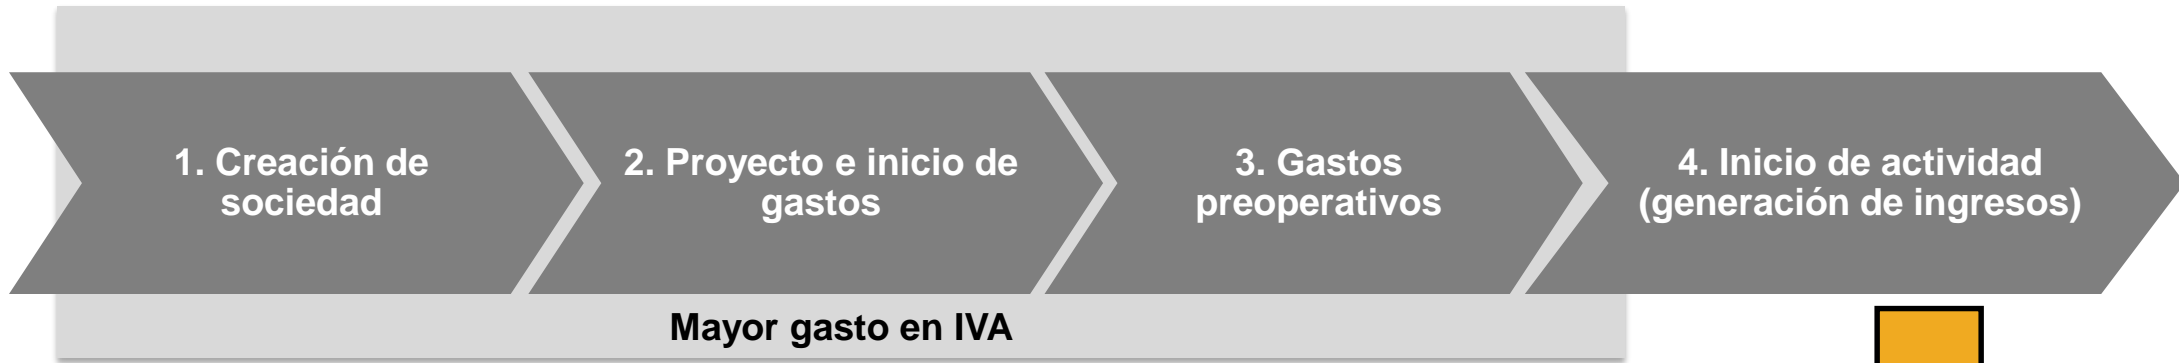 1. Creación de
sociedad
2. Proyecto e inicio de
gastos
3. Gastos
preoperativos
4. Inicio de actividad
(generación de ingresos)
Mayor gasto en IVA